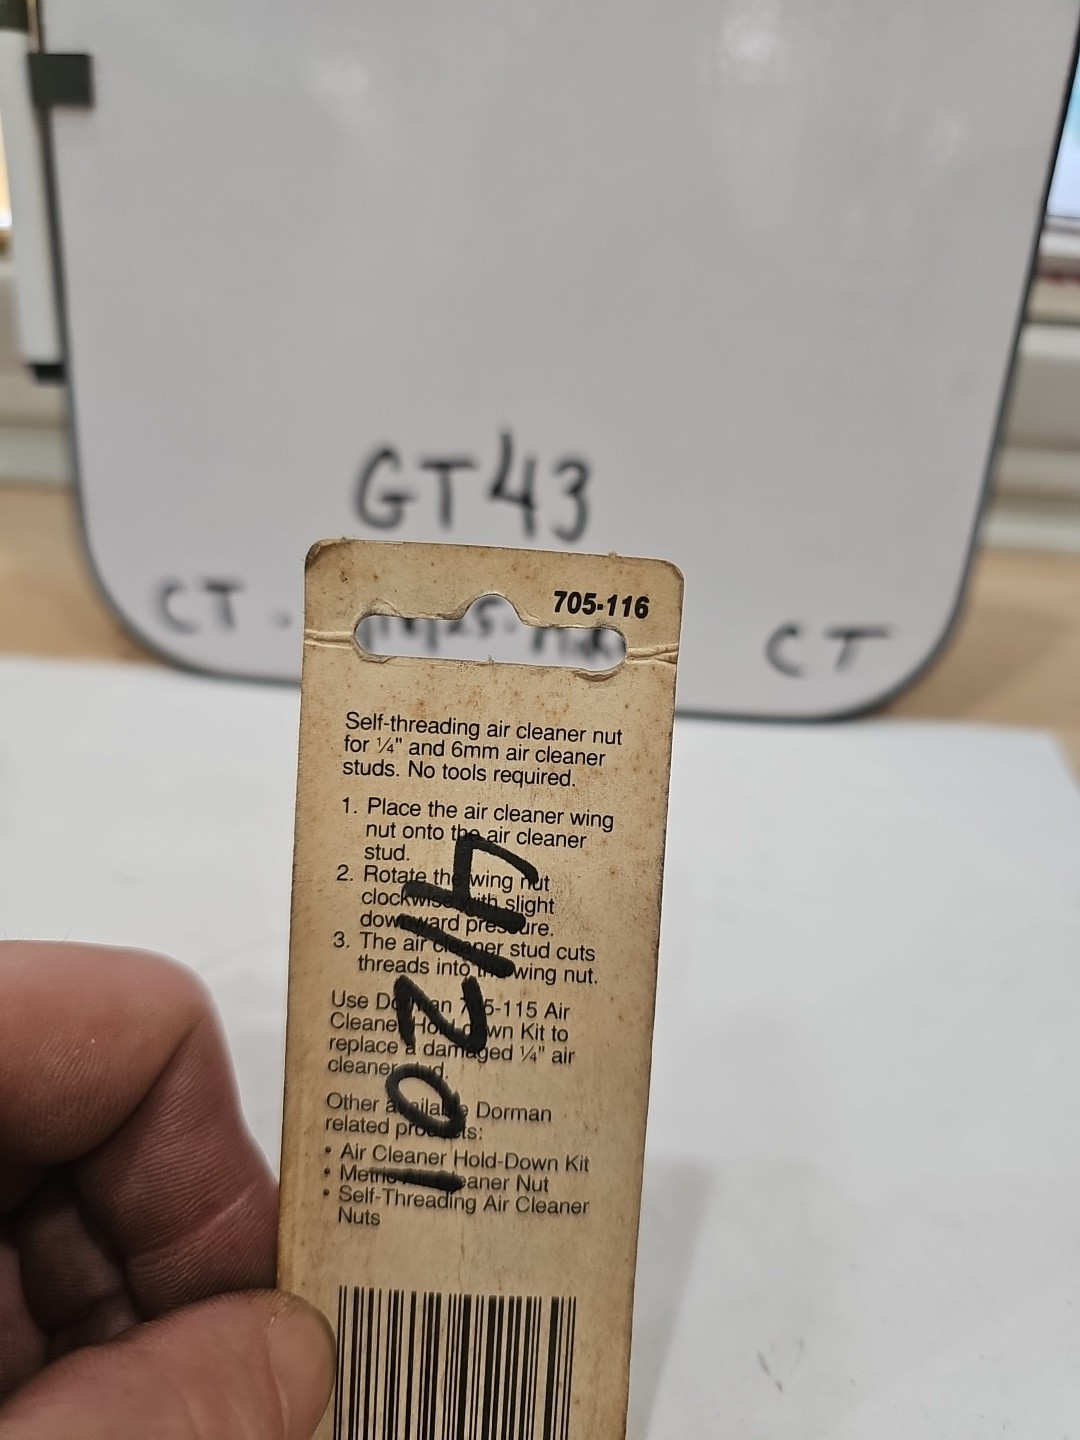 GT43
CT
CT
705-116
Self-threading air cleaner nut
for ¼" and 6mm air cleaner
studs. No tools required.
1. Place the air cleaner wing
nut onto the air cleaner
stud.
2. Rotate the wing nut
clockwise with slight
downward pressure.
3. The air cleaner stud cuts
threads into the wing nut.
Use Dorman 705-115 Air
Cleaner Hold-down Kit to
replace a damaged ¼" air
cleaner stud.
Other available Dorman
related products:
• Air Cleaner Hold-Down Kit
• Metric Air Cleaner Nut
• Self-Threading Air Cleaner
Nuts